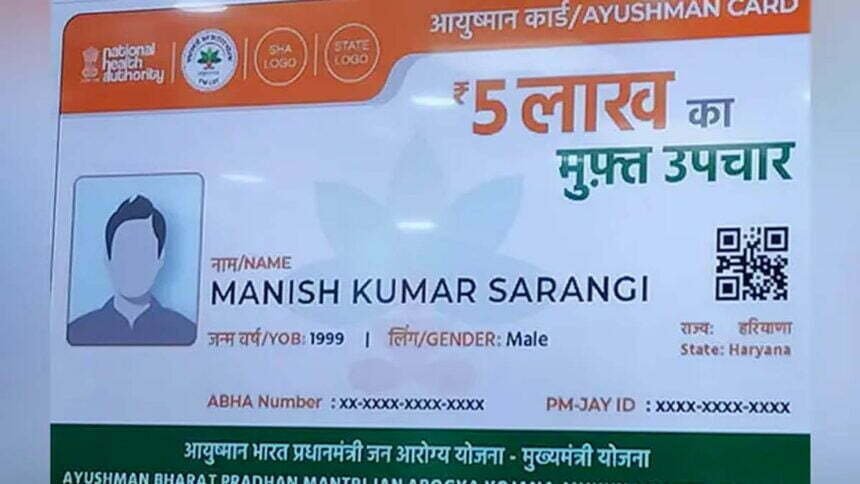 आयुष्मान कार्ड/AYUSHMAN CARD
national
health
authority
SHA
LOGO
STATE
LOGO
₹5 लाख का
मुफ़्त उपचार
नाम/NAME
MANISH KUMAR SARANGI
जन्म वर्ष/YOB: 1999 | लिंग/GENDER: Male
राज्य: हरियाणा
State: Haryana
ABHA Number : xx-xxxx-xxxx-xxxx
PM-JAY ID : xxxx-xxxx-xxxx
आयुष्मान भारत प्रधानमंत्री जन आरोग्य योजना - मुख्यमंत्री योजना
AYUSHMAN BHARAT PRADHAN MANTRI JAN AROGYA YOJANA